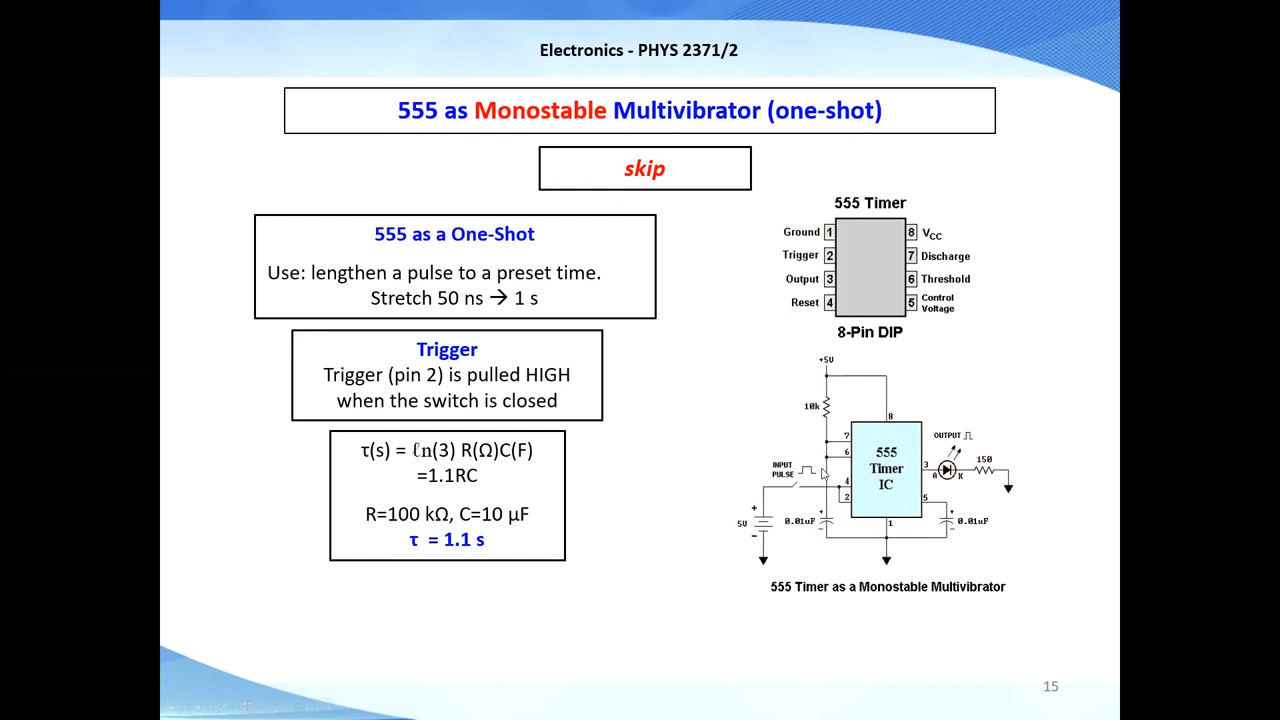 Electronics - PHYS 2371/2
555 as Monostable Multivibrator (one-shot)
skip
555 as a One-Shot
Use: lengthen a pulse to a preset time.
Stretch 50 ns → 1 s
Trigger
Trigger (pin 2) is pulled HIGH
when the switch is closed
τ(s) = ℓn(3) R(Ω)C(F)
=1.1RC
R=100 kΩ, C=10 µF
τ = 1.1 s
555 Timer
Ground 1 8 VCC
Trigger 2 7 Discharge
Output 3 6 Threshold
Reset 4 5 Control Voltage
8-Pin DIP
+5V
10k
8
7
6
OUTPUT
INPUT
PULSE
555
Timer
IC
3
A K
150
4
2
5
+
5V
-
+
0.01uF
-
1
+
0.01uF
-
555 Timer as a Monostable Multivibrator
15